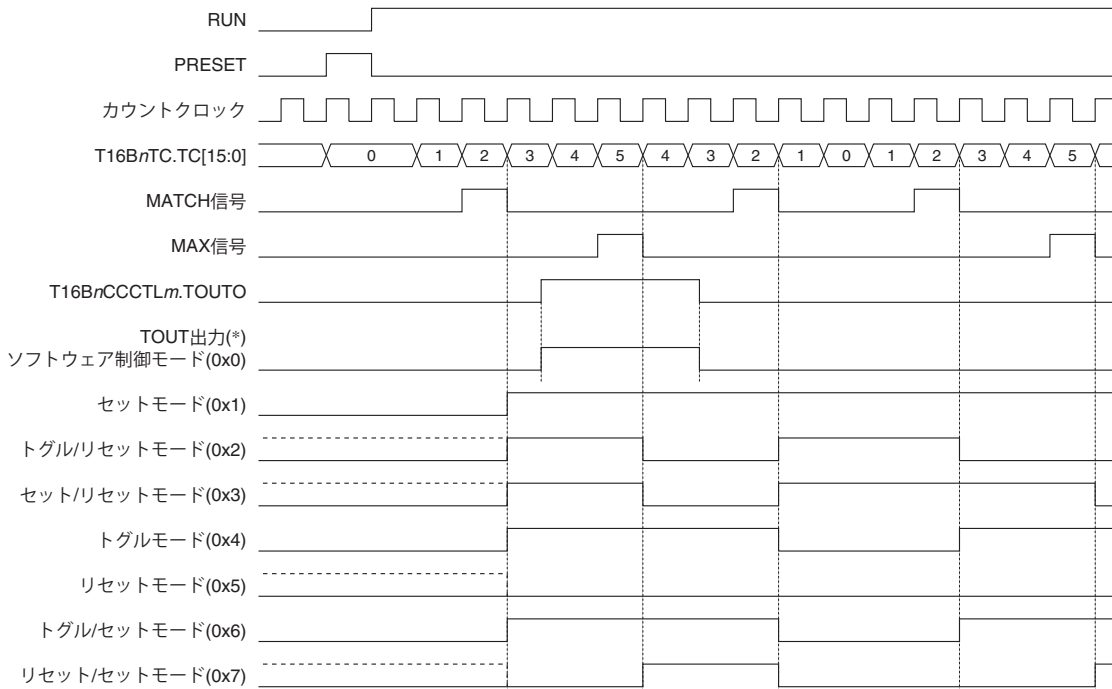 RUN
PRESET
カウントクロック
T16BnTC.TC[15:0] 0 1 2 3 4 5 4 3 2 1 0 1 2 3 4 5
MATCH信号
MAX信号
T16BnCCCTLm.TOUTO
TOUT出力(*)
ソフトウェア制御モード(0x0)
セットモード(0x1)
トグル/リセットモード(0x2)
セット/リセットモード(0x3)
トグルモード(0x4)
リセットモード(0x5)
トグル/セットモード(0x6)
リセット/セットモード(0x7)